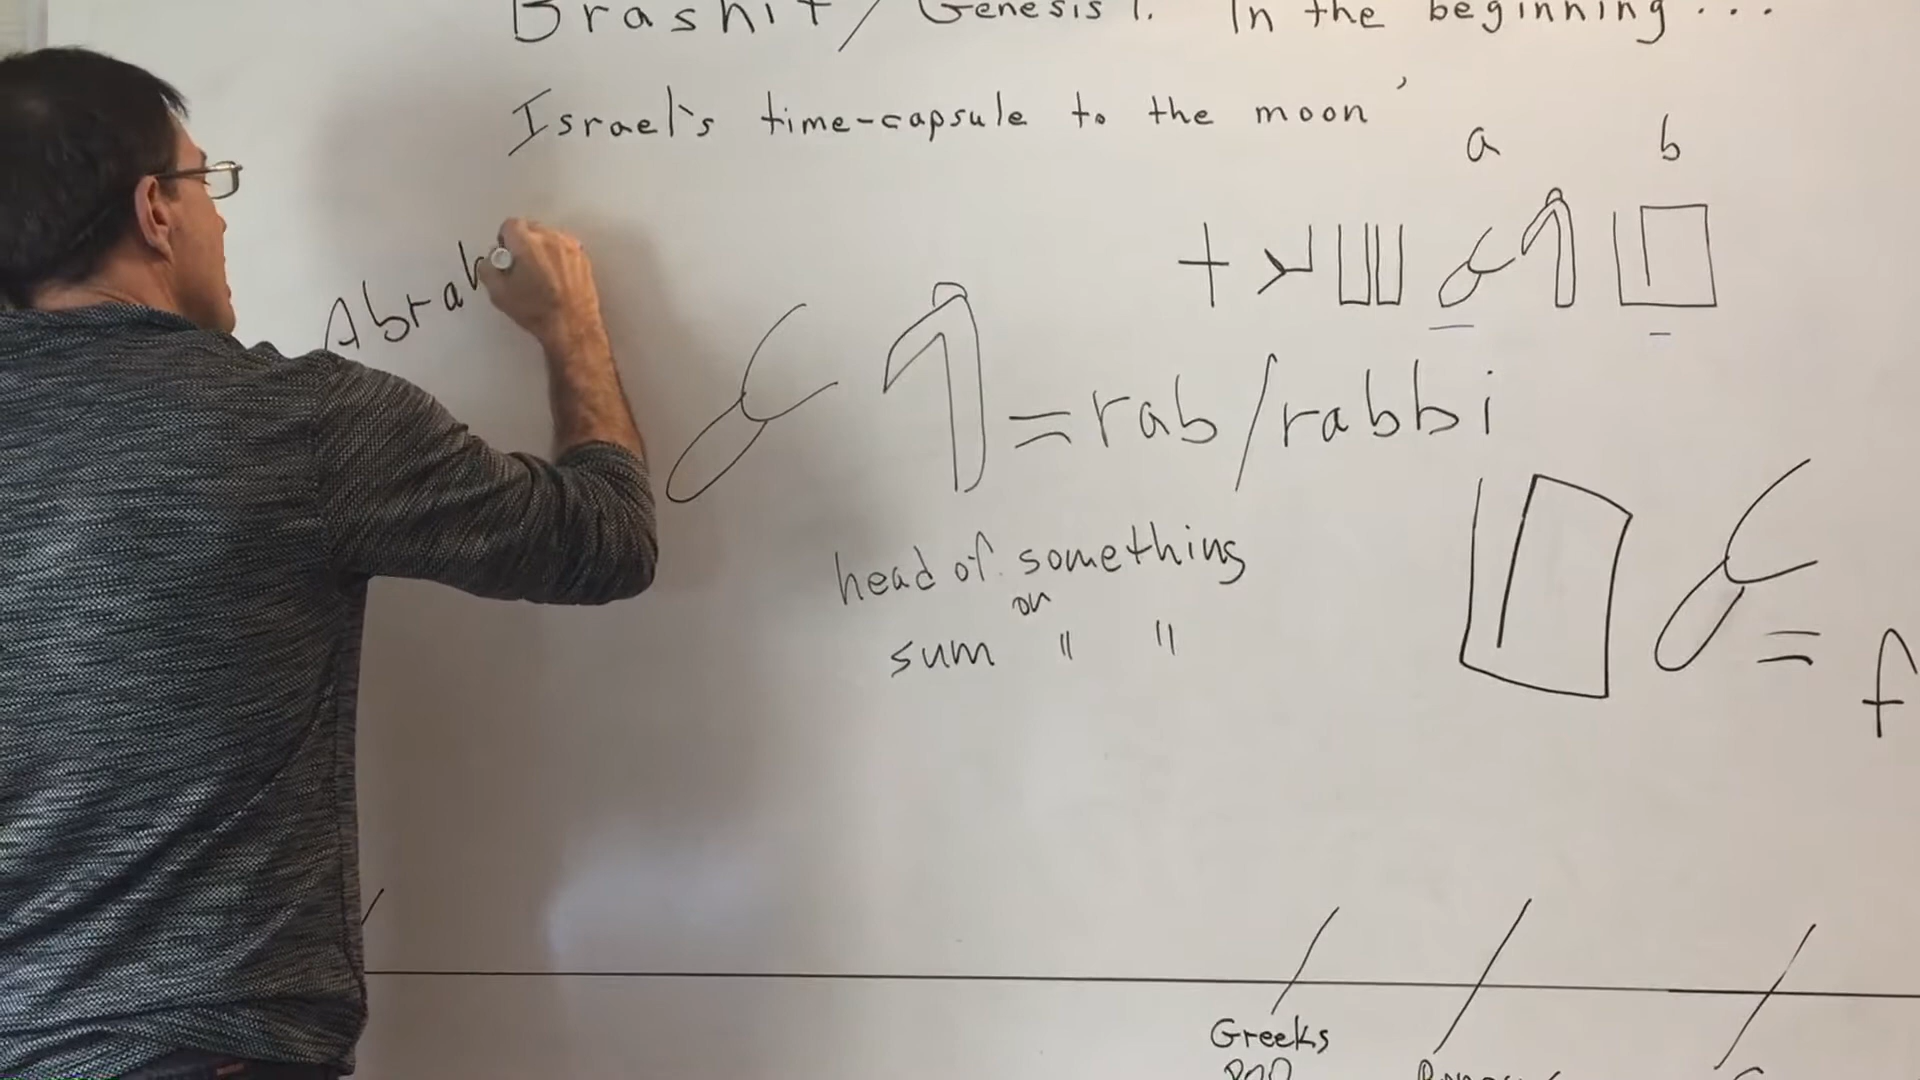 Brashit / Genesis 1. In the beginning...
Israel's time-capsule to the moon'
a b
Abrah
= rab/rabbi
head of something
or
sum " "
= f
Greeks